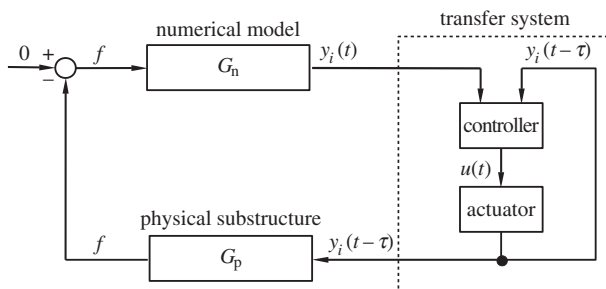 transfer system
numerical model
0 + f y_i(t) y_i(t – τ)
−
G_n
controller
u(t)
physical substructure
actuator
f y_i(t – τ)
G_p